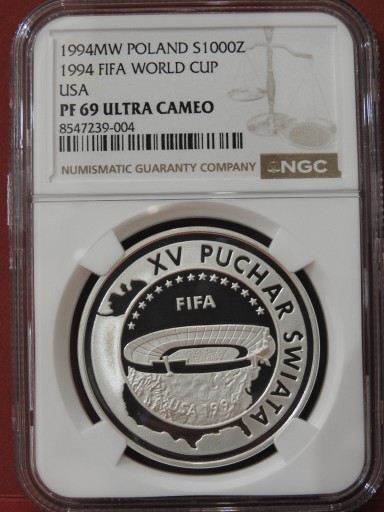 1994MW POLAND S1000Z
1994 FIFA WORLD CUP
USA
PF 69 ULTRA CAMEO
8547239-004
NUMISMATIC GUARANTY COMPANY NGC
XV PUCHAR ŚWIATA
FIFA
USA 1994